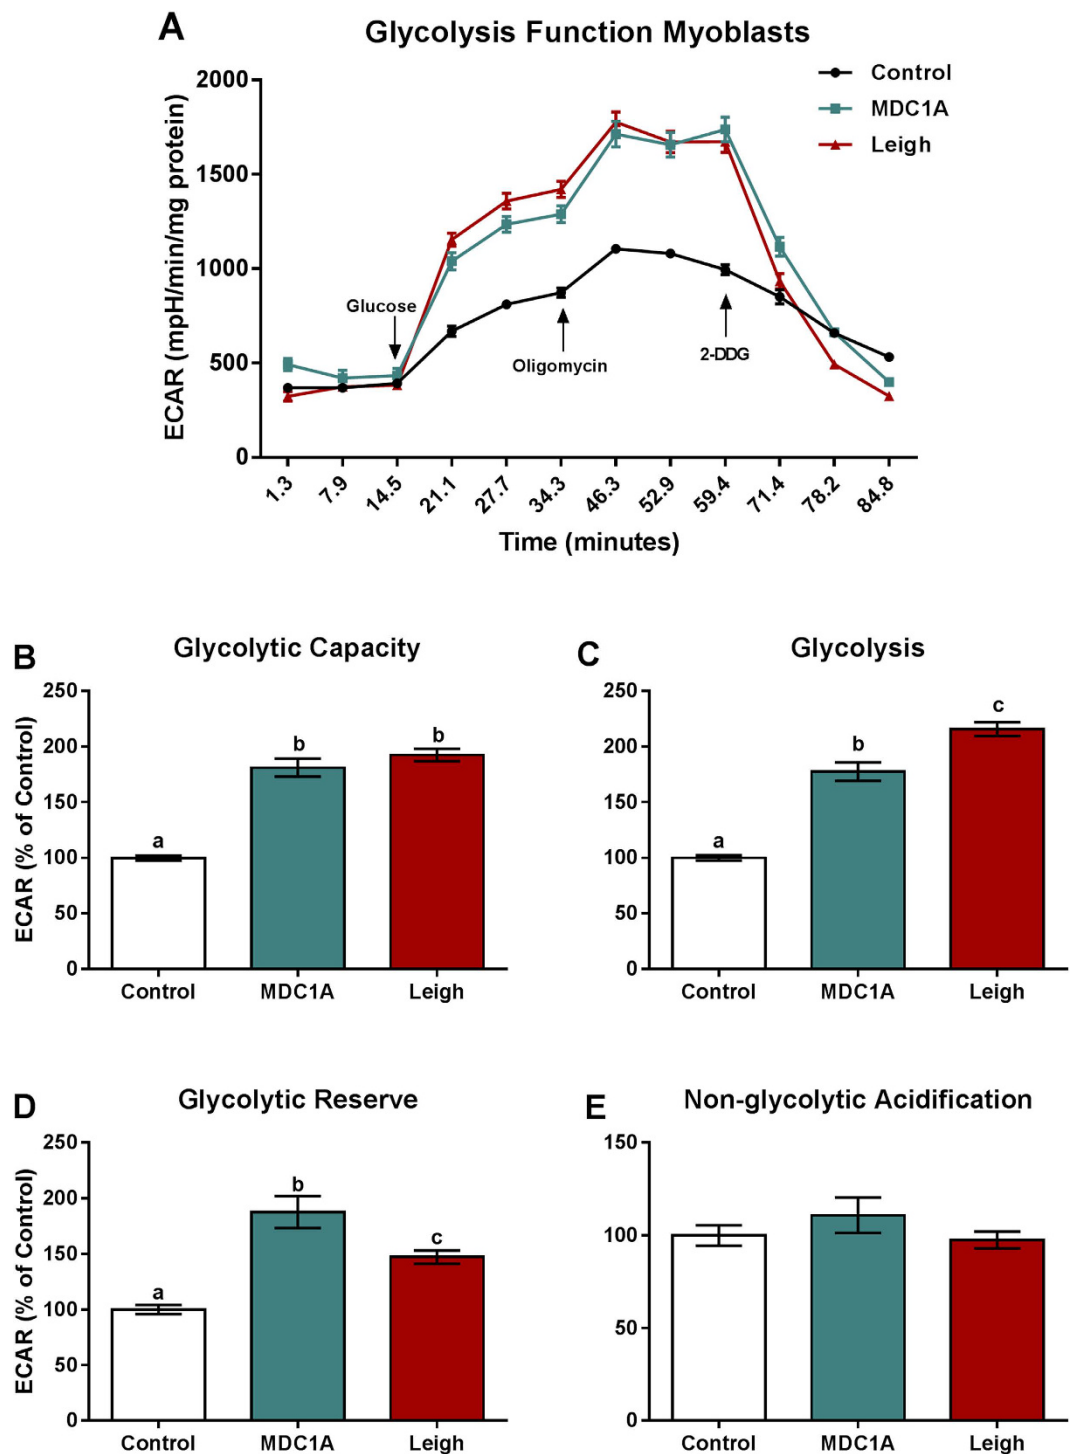 A
Glycolysis Function Myoblasts
Control
MDC1A
Leigh
ECAR (mpH/min/mg protein)
2000
1500
1000
500
0
Glucose
Oligomycin
2-DDG
1.3 7.9 14.5 21.1 27.7 34.3 46.3 52.9 59.4 71.4 78.2 84.8
Time (minutes)
B
Glycolytic Capacity
ECAR (% of Control)
250
200
150
100
50
0
a
b
b
Control MDC1A Leigh
C
Glycolysis
250
200
150
100
50
0
a
b
c
Control MDC1A Leigh
D
Glycolytic Reserve
ECAR (% of Control)
250
200
150
100
50
0
a
b
c
Control MDC1A Leigh
E
Non-glycolytic Acidification
150
100
50
0
Control MDC1A Leigh